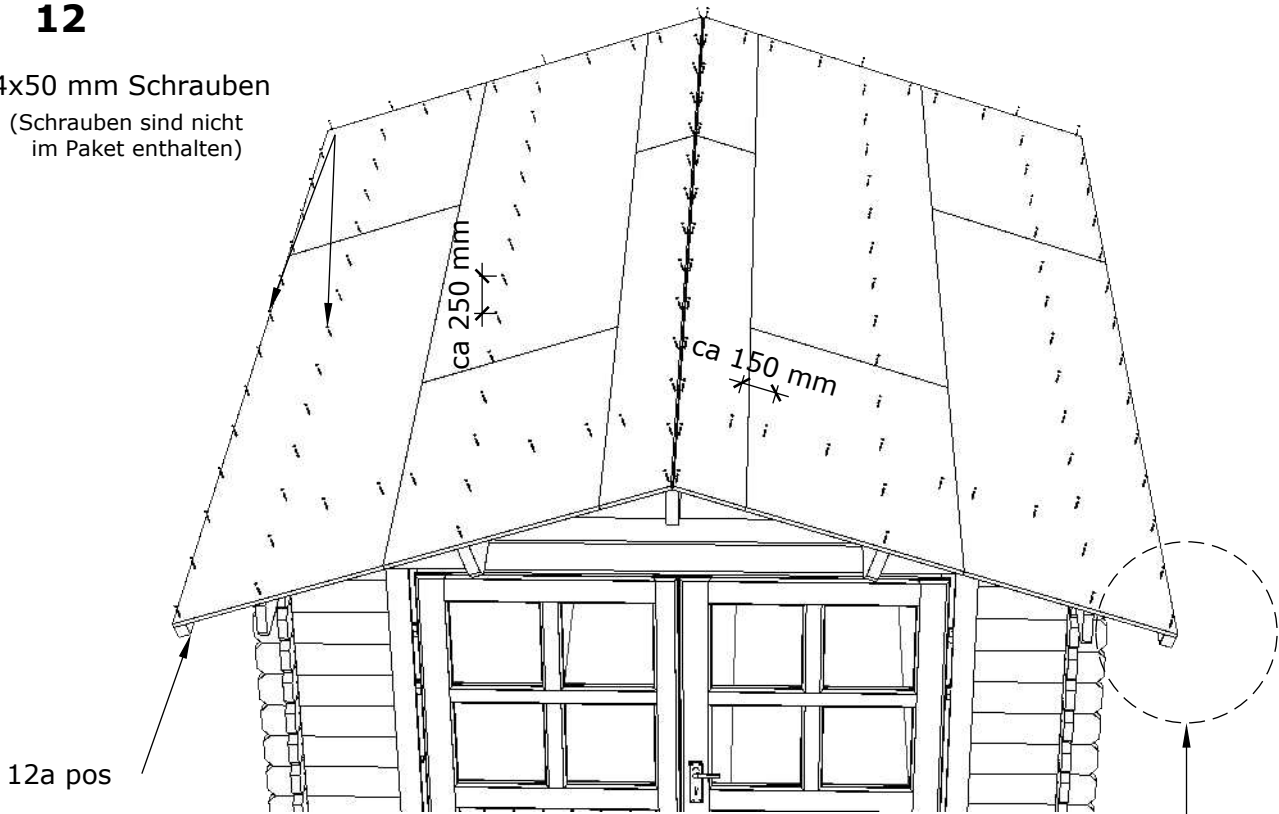 12
4x50 mm Schrauben
(Schrauben sind nicht
im Paket enthalten)
ca 250 mm
ca 150 mm
12a pos